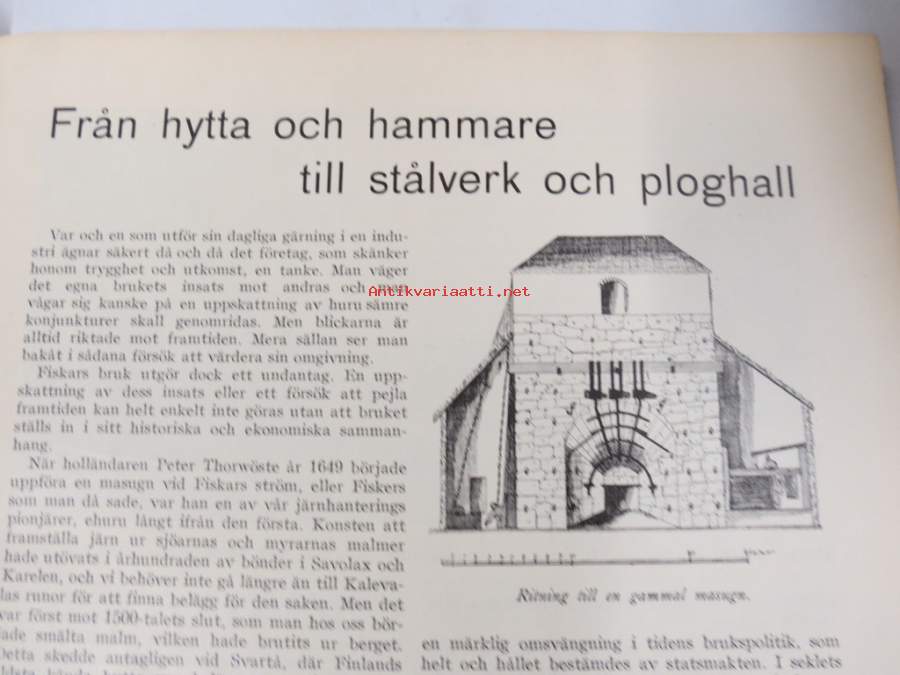 Från hytta och hammare
till stålverk och ploghall
Var och en som utför sin dagliga gärning i en indu-
stri ägnar säkert då och då det företag, som skänker
honom trygghet och utkomst, en tanke. Man väger
det egna brukets insats mot andras och man
vågar sig kanske på en uppskattning av huru sämre
konjunkturer skall genomridas. Men blickarna är
alltid riktade mot framtiden. Mera sällan ser man
bakåt i sådana försök att värdera sin omgivning.
Fiskars bruk utgör dock ett undantag. En upp-
skattning av dess insats eller ett försök att pejla
framtiden kan helt enkelt inte göras utan att bruket
ställs in i sitt historiska och ekonomiska samman-
hang.
När holländaren Peter Thorwöste år 1649 började
uppföra en masugn vid Fiskars ström, eller Fiskers
som man då sade, var han en av vår järnhanterings
pionjärer, ehuru långt ifrån den första. Konsten att
framställa järn ur sjöarnas och myrarnas malmer
hade utövats i århundraden av bönder i Savolax och
Karelen, och vi behöver inte gå längre än till Kaleva-
las runor för att finna belägg för den saken. Men det
var först mot 1500-talets slut, som man hos oss bör-
jade smälta malm, vilken hade brutits ur berget.
Detta skedde antagligen vid Svartå, där Finlands
Antikvariaatti.net
Ritning till en gammal masugn.
en märklig omsvängning i tidens brukspolitik, som
helt och hållet bestämdes av statsmakten. I seklets